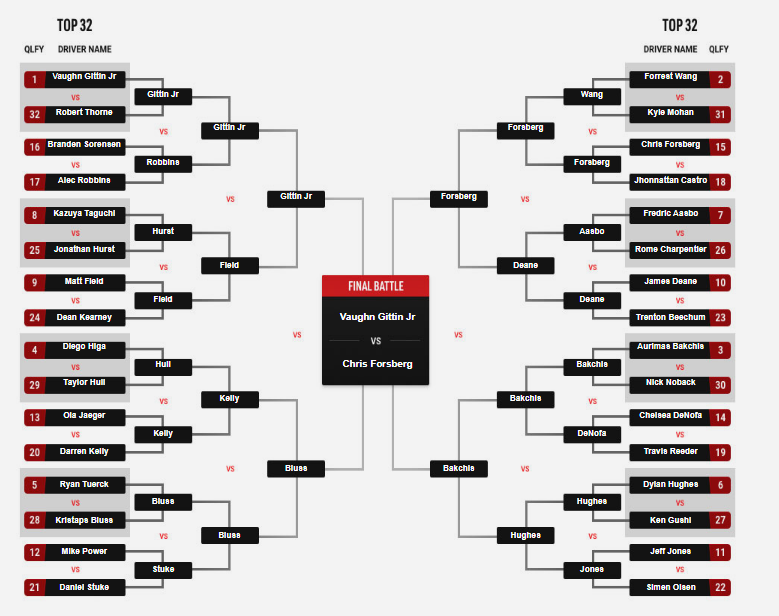 TOP 32
QLFY DRIVER NAME
1 Vaughn Gittin Jr
VS
32 Robert Thorne
16 Branden Sorensen
VS
17 Alec Robbins
8 Kazuya Taguchi
VS
25 Jonathan Hurst
9 Matt Field
VS
24 Dean Kearney
4 Diego Higa
VS
29 Taylor Hull
13 Ola Jaeger
VS
20 Darren Kelly
5 Ryan Tuerck
VS
28 Kristaps Bluss
12 Mike Power
VS
21 Daniel Stuke
Gittin Jr
VS
Robbins
Hurst
VS
Field
Hull
VS
Kelly
Bluss
VS
Stuke
Gittin Jr
VS
Field
Kelly
VS
Bluss
Gittin Jr
VS
Bluss
FINAL BATTLE
Vaughn Gittin Jr
VS
Chris Forsberg
Forsberg
VS
Bakchis
Forsberg
VS
Deane
Bakchis
VS
Hughes
Wang
VS
Forsberg
Aasbo
VS
Deane
Bakchis
VS
DeNofa
Hughes
VS
Jones
TOP 32
DRIVER NAME QLFY
Forrest Wang 2
VS
Kyle Mohan 31
Chris Forsberg 15
VS
Jhonnattan Castro 18
Fredric Aasbo 7
VS
Rome Charpentier 26
James Deane 10
VS
Trenton Beechum 23
Aurimas Bakchis 3
VS
Nick Noback 30
Chelsea DeNofa 14
VS
Travis Reeder 19
Dylan Hughes 6
VS
Ken Gushi 27
Jeff Jones 11
VS
Simen Olsen 22